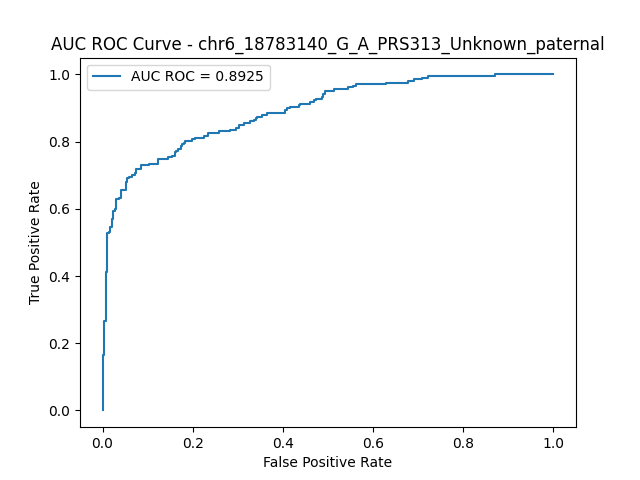 AUC ROC Curve - chr6_18783140_G_A_PRS313_Unknown_paternal
AUC ROC = 0.8925
True Positive Rate
1.0
0.8
0.6
0.4
0.2
0.0
0.0 0.2 0.4 0.6 0.8 1.0
False Positive Rate